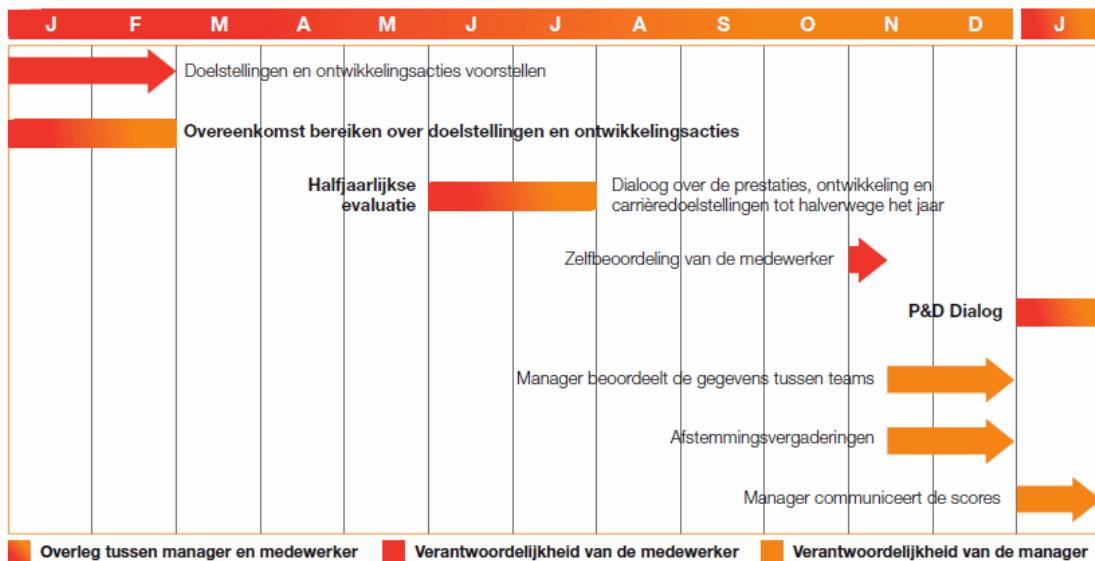 J F M A M J J A S O N D J
Doelstellingen en ontwikkelingsacties voorstellen
Overeenkomst bereiken over doelstellingen en ontwikkelingsacties
Halfjaarlijkse
evaluatie
Dialoog over de prestaties, ontwikkeling en
carrièredoelstellingen tot halverwege het jaar
Zelfbeoordeling van de medewerker
P&D Dialog
Manager beoordeelt de gegevens tussen teams
Afstemmingsvergaderingen
Manager communiceert de scores
Overleg tussen manager en medewerker
Verantwoordelijkheid van de medewerker
Verantwoordelijkheid van de manager